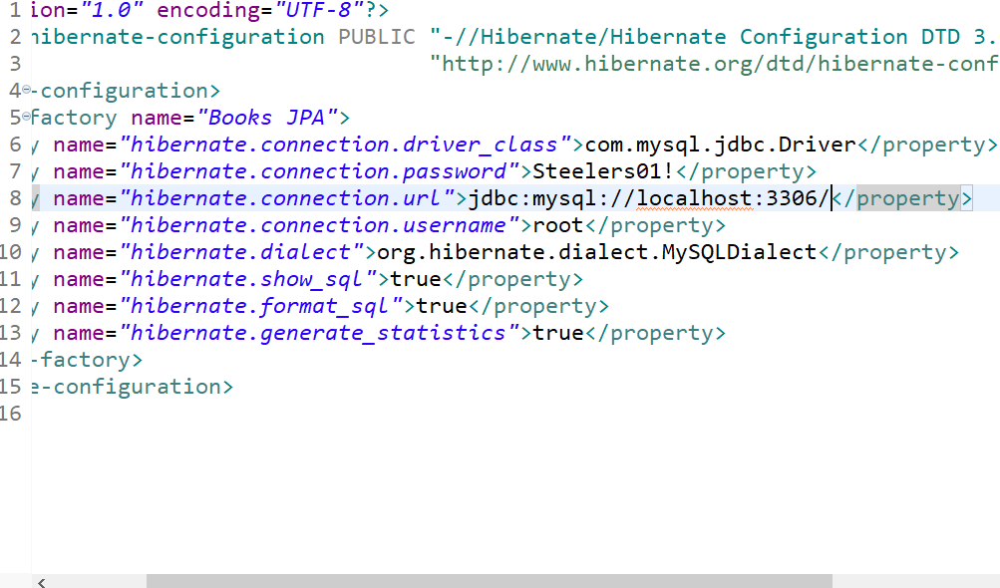 1 ion="1.0" encoding="UTF-8"?>
2 hibernate-configuration PUBLIC "-//Hibernate/Hibernate Configuration DTD 3.
3 "http://www.hibernate.org/dtd/hibernate-conf
4 -configuration>
5 factory name="Books JPA">
6 y name="hibernate.connection.driver_class">com.mysql.jdbc.Driver</property>
7 y name="hibernate.connection.password">Steelers01!</property>
8 y name="hibernate.connection.url">jdbc:mysql://localhost:3306/</property>
9 y name="hibernate.connection.username">root</property>
10 y name="hibernate.dialect">org.hibernate.dialect.MySQLDialect</property>
11 y name="hibernate.show_sql">true</property>
12 y name="hibernate.format_sql">true</property>
13 y name="hibernate.generate_statistics">true</property>
14 -factory>
15 e-configuration>
16